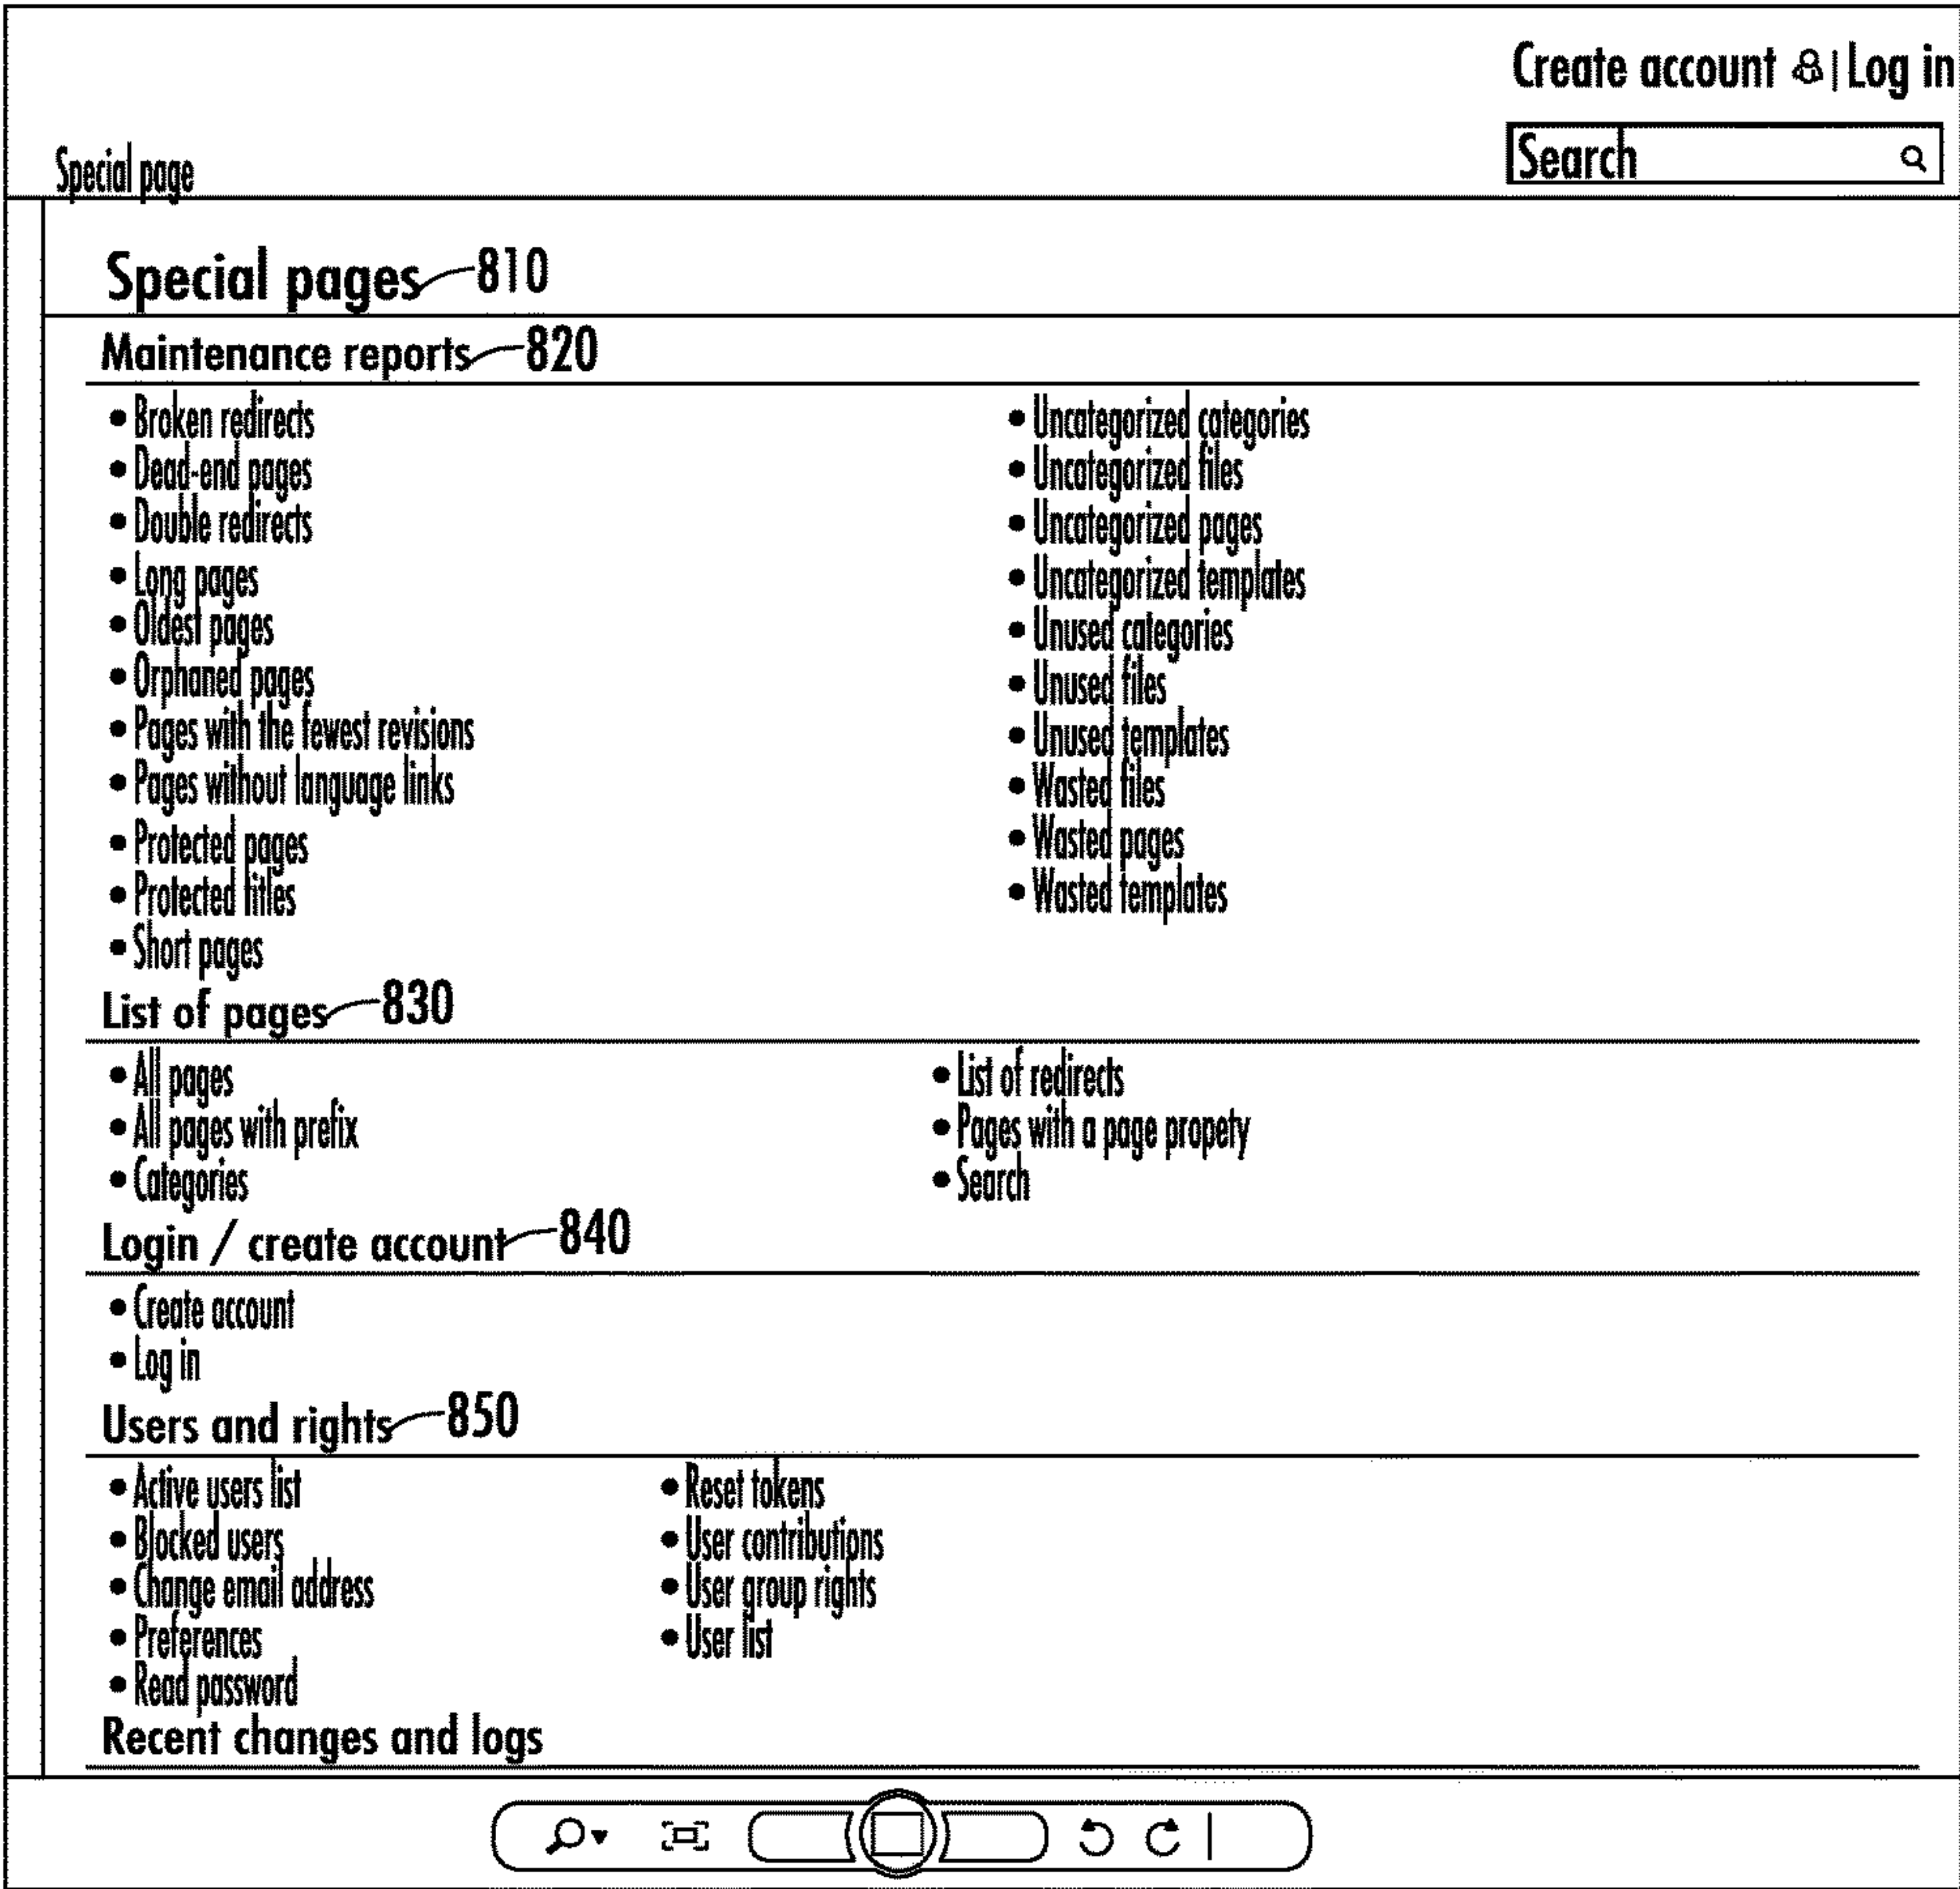 Create account | Log in
Special page
Search
Special pages 810
Maintenance reports 820
• Broken redirects
• Dead-end pages
• Double redirects
• Long pages
• Oldest pages
• Orphaned pages
• Pages with the fewest revisions
• Pages without language links
• Protected pages
• Protected titles
• Short pages
• Uncategorized categories
• Uncategorized files
• Uncategorized pages
• Uncategorized templates
• Unused categories
• Unused files
• Unused templates
• Wasted files
• Wasted pages
• Wasted templates
List of pages 830
• All pages
• All pages with prefix
• Categories
• List of redirects
• Pages with a page propety
• Search
Login / create account 840
• Create account
• Log in
Users and rights 850
• Active users list
• Blocked users
• Change email address
• Preferences
• Read password
• Reset tokens
• User contributions
• User group rights
• User list
Recent changes and logs